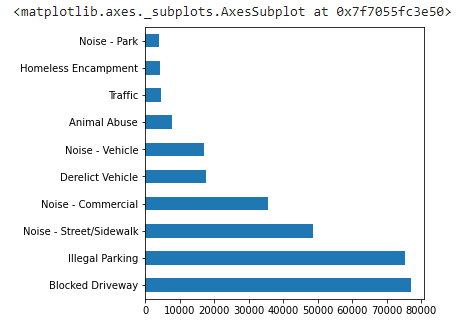 <matplotlib.axes._subplots.AxesSubplot at 0x7f7055fc3e50>
Noise - Park
Homeless Encampment
Traffic
Animal Abuse
Noise - Vehicle
Derelict Vehicle
Noise - Commercial
Noise - Street/Sidewalk
Illegal Parking
Blocked Driveway
0 10000 20000 30000 40000 50000 60000 70000 80000